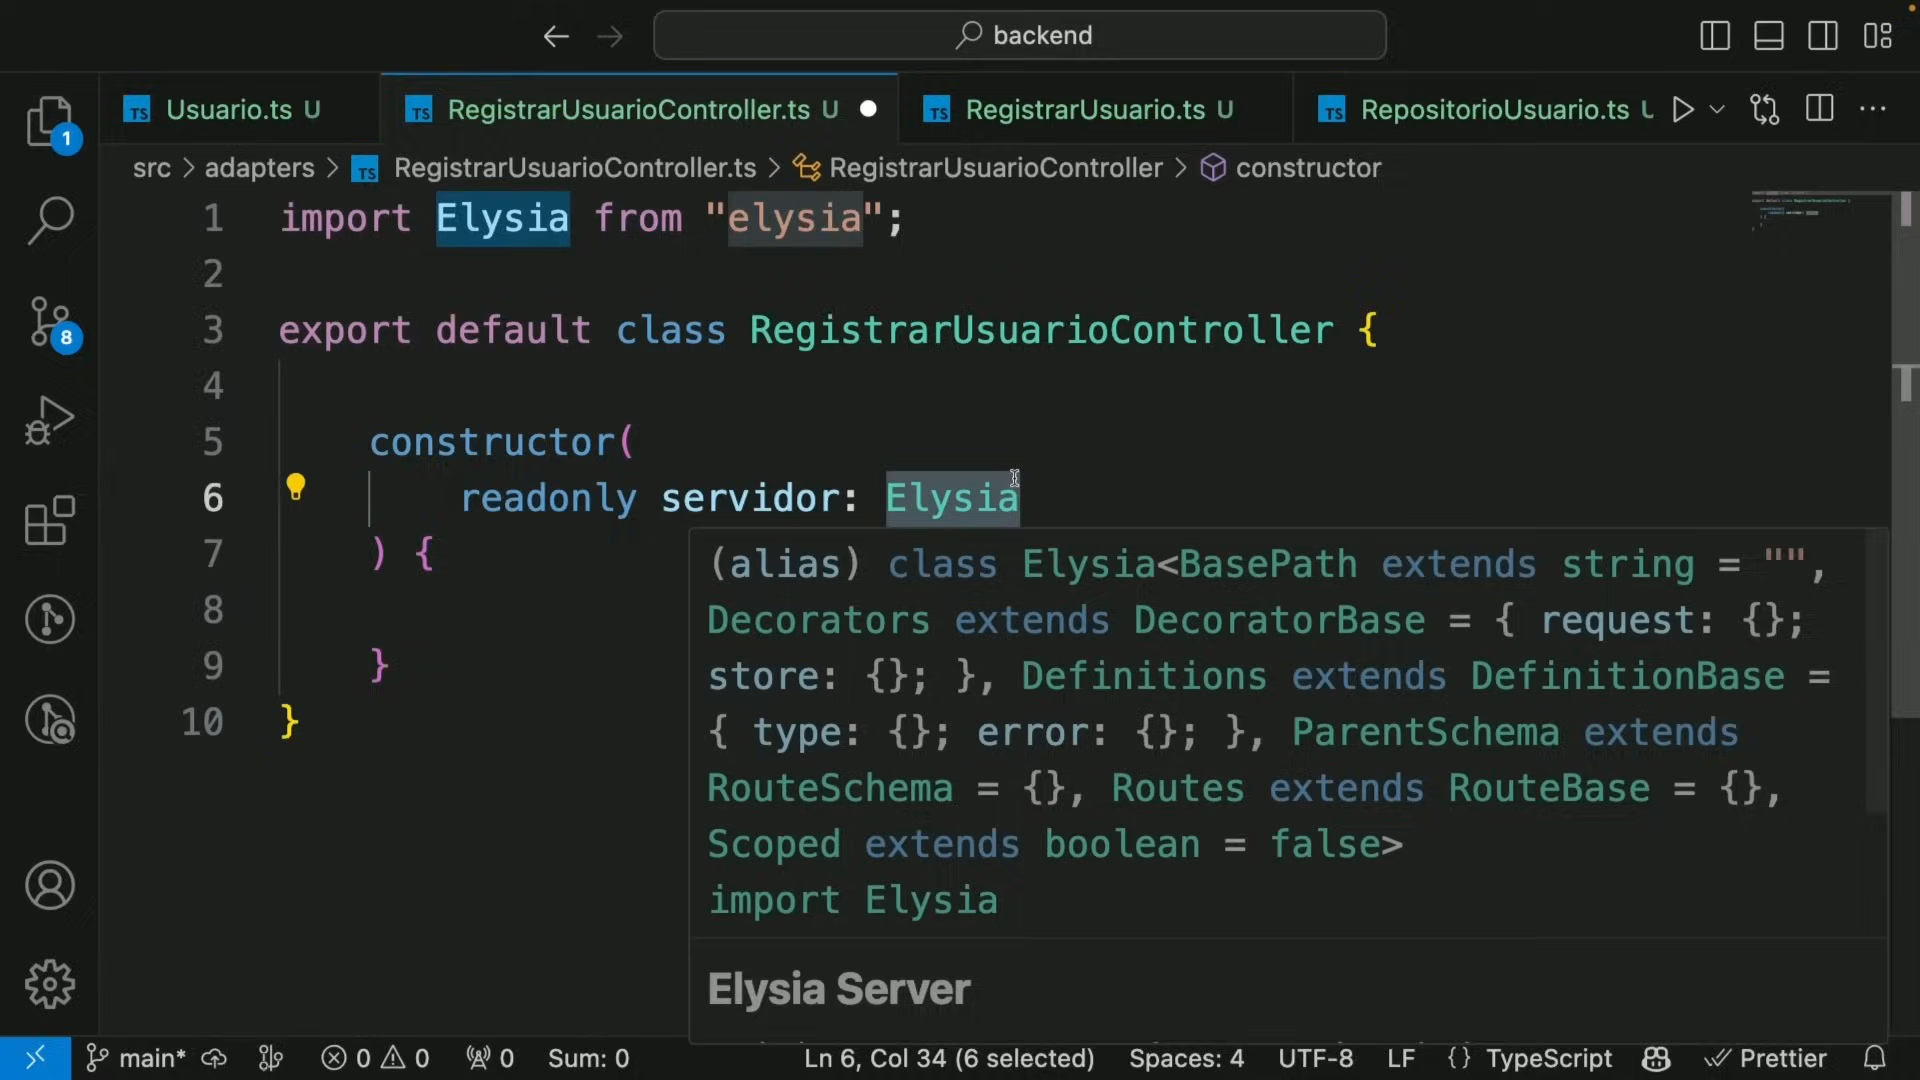 backend
Usuario.ts U
RegistrarUsuarioController.ts U
RegistrarUsuario.ts U
RepositorioUsuario.ts
src > adapters > TS RegistrarUsuarioController.ts > RegistrarUsuarioController > constructor
1 import Elysia from "elysia";
2
3 export default class RegistrarUsuarioController {
4
5 constructor(
6 readonly servidor: Elysia
7 ) {
8
9 }
10 }
(alias) class Elysia<BasePath extends string = "",
Decorators extends DecoratorBase = { request: {};
store: {}; }, Definitions extends DefinitionBase =
{ type: {}; error: {}; }, ParentSchema extends
RouteSchema = {}, Routes extends RouteBase = {},
Scoped extends boolean = false>
import Elysia
Elysia Server
1
8
main* 0 0 0 Sum: 0 Ln 6, Col 34 (6 selected) Spaces: 4 UTF-8 LF {} TypeScript Prettier